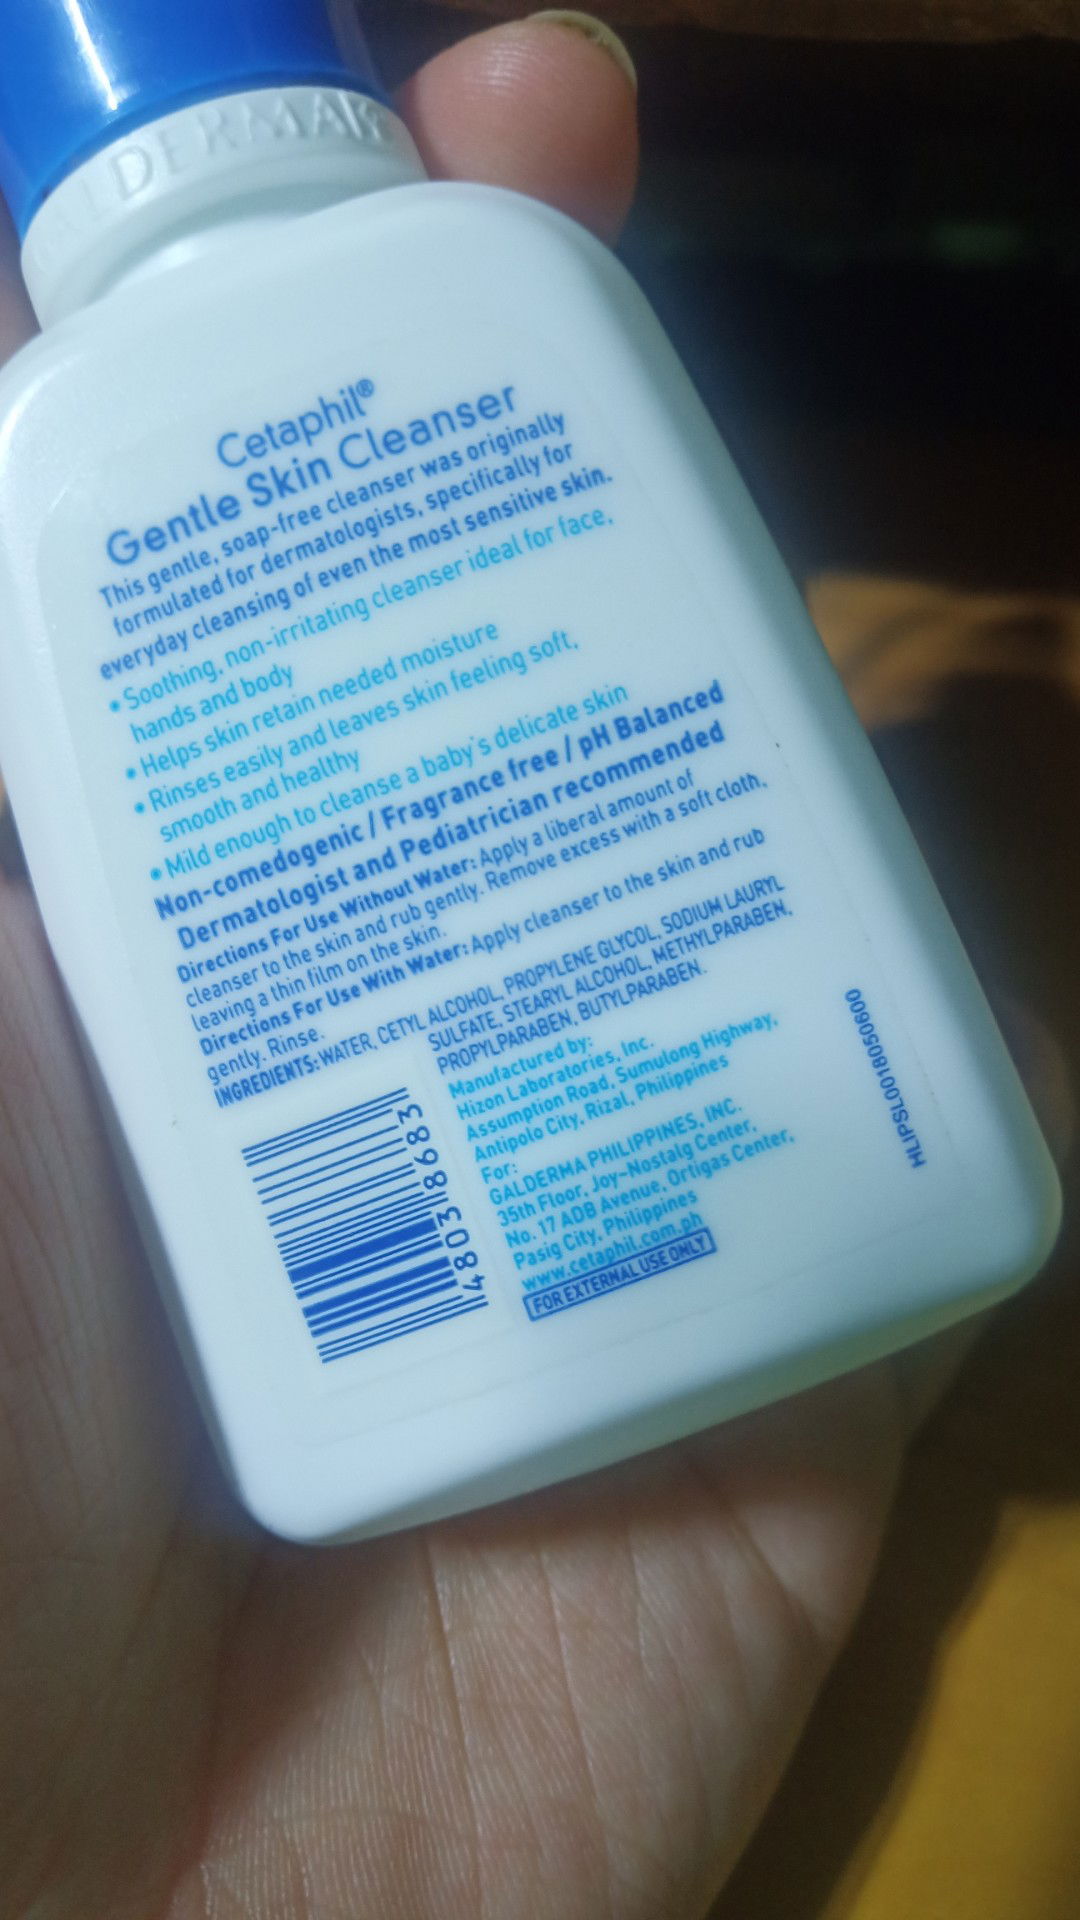 GALDERMA
Cetaphil®
Gentle Skin Cleanser
This gentle, soap-free cleanser was originally
formulated for dermatologists, specifically for
everyday cleansing of even the most sensitive skin.
• Soothing, non-irritating cleanser ideal for face,
hands and body
• Helps skin retain needed moisture
• Rinses easily and leaves skin feeling soft,
smooth and healthy
• Mild enough to cleanse a baby's delicate skin
Non-comedogenic / Fragrance free / pH Balanced
Dermatologist and Pediatrician recommended
Directions For Use Without Water: Apply a liberal amount of
cleanser to the skin and rub gently. Remove excess with a soft cloth,
leaving a thin film on the skin.
Directions For Use With Water: Apply cleanser to the skin and rub
gently. Rinse.
INGREDIENTS: WATER, CETYL ALCOHOL, PROPYLENE GLYCOL, SODIUM LAURYL
SULFATE, STEARYL ALCOHOL, METHYLPARABEN,
PROPYLPARABEN, BUTYLPARABEN.
Manufactured by:
Hizon Laboratories, Inc.
Assumption Road, Sumulong Highway,
Antipolo City, Rizal, Philippines
For:
GALDERMA PHILIPPINES, INC.
35th Floor, Joy-Nostalg Center,
No. 17 ADB Avenue, Ortigas Center,
Pasig City, Philippines
www.cetaphil.com.ph
FOR EXTERNAL USE ONLY
4803 8683
HLIPSL0018050600